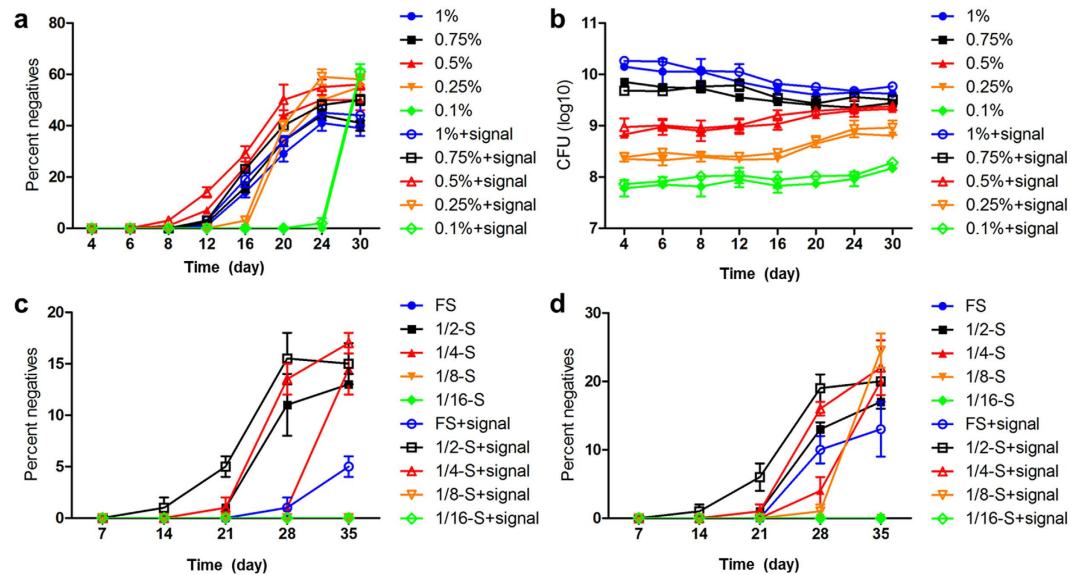 a
Percent negatives
80
60
40
20
0
4 6 8 12 16 20 24 30
Time (day)
1%
0.75%
0.5%
0.25%
0.1%
1%+signal
0.75%+signal
0.5%+signal
0.25%+signal
0.1%+signal
b
CFU (log10)
11
10
9
8
7
4 6 8 12 16 20 24 30
Time (day)
1%
0.75%
0.5%
0.25%
0.1%
1%+signal
0.75%+signal
0.5%+signal
0.25%+signal
0.1%+signal
c
Percent negatives
20
15
10
5
0
7 14 21 28 35
Time (day)
FS
1/2-S
1/4-S
1/8-S
1/16-S
FS+signal
1/2-S+signal
1/4-S+signal
1/8-S+signal
1/16-S+signal
d
Percent negatives
30
20
10
0
7 14 21 28 35
Time (day)
FS
1/2-S
1/4-S
1/8-S
1/16-S
FS+signal
1/2-S+signal
1/4-S+signal
1/8-S+signal
1/16-S+signal